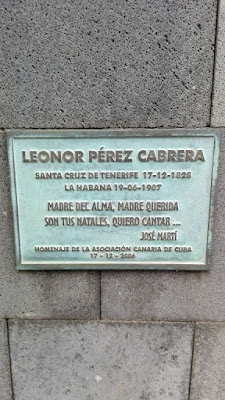 LEONOR PÉREZ CABRERA
SANTA CRUZ DE TENERIFE 17-12-1828
LA HABANA 19-06-1907
MADRE DEL ALMA, MADRE QUERIDA
SON TUS NATALES, QUIERO CANTAR ...
JOSÉ MARTÍ
HOMENAJE DE LA ASOCIACIÓN CANARIA DE CUBA
17 - 12 - 2006